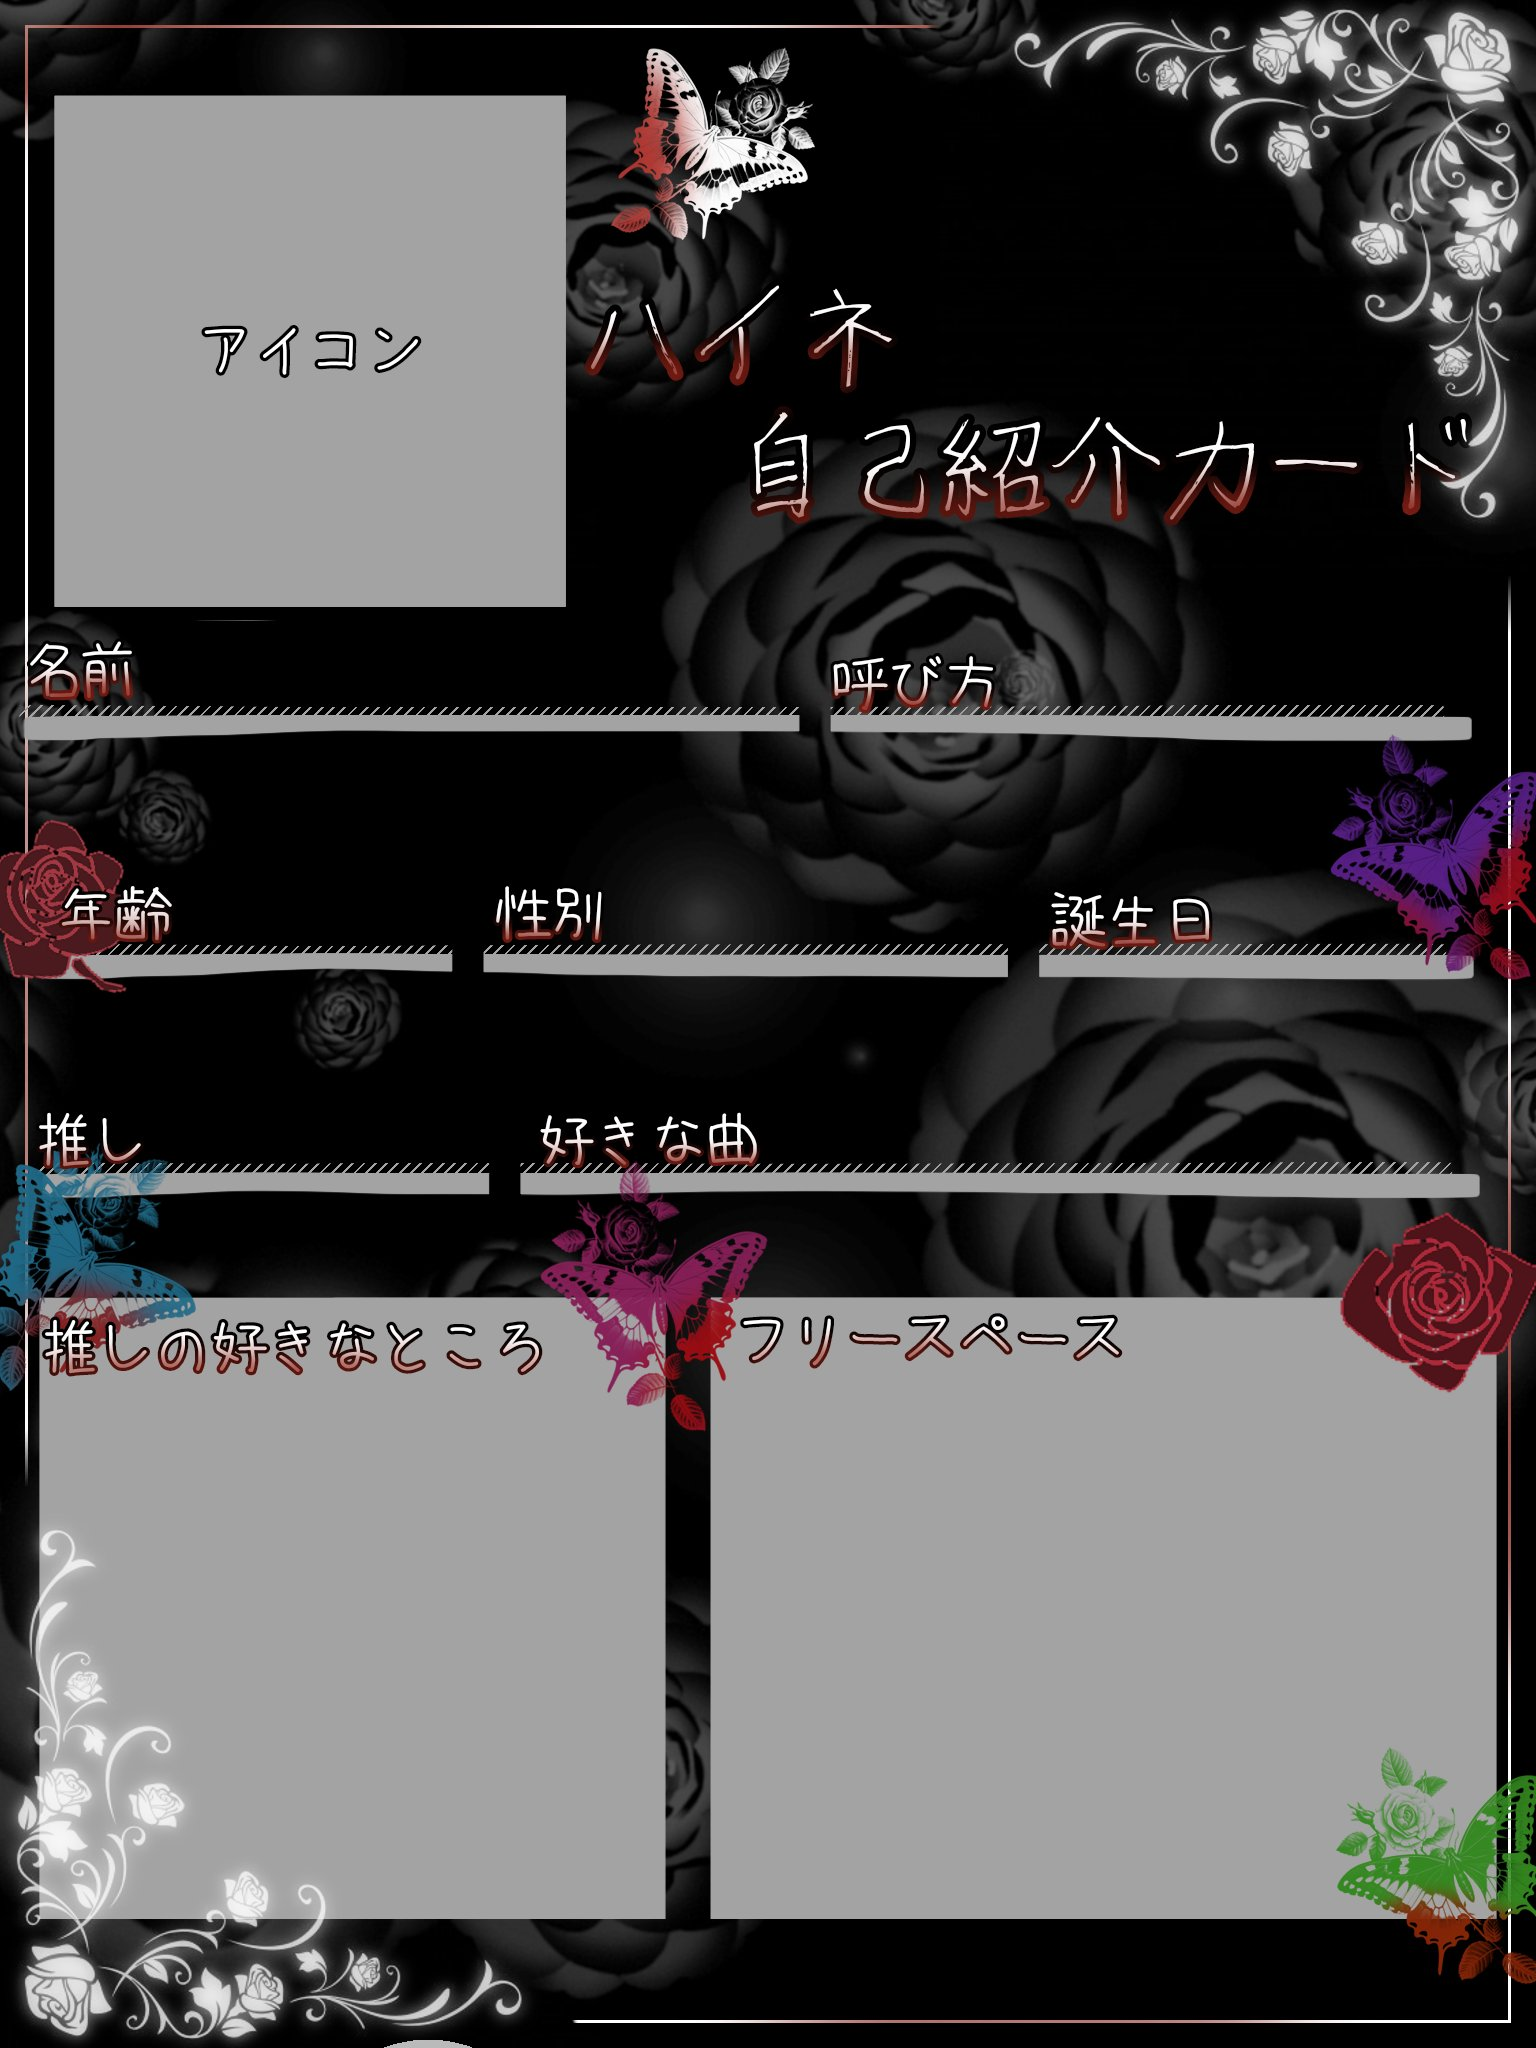 アイコン
ハイネ
自己紹介カード
名前
呼び方
年齢
性別
誕生日
推し
好きな曲
推しの好きなところ
フリースペース